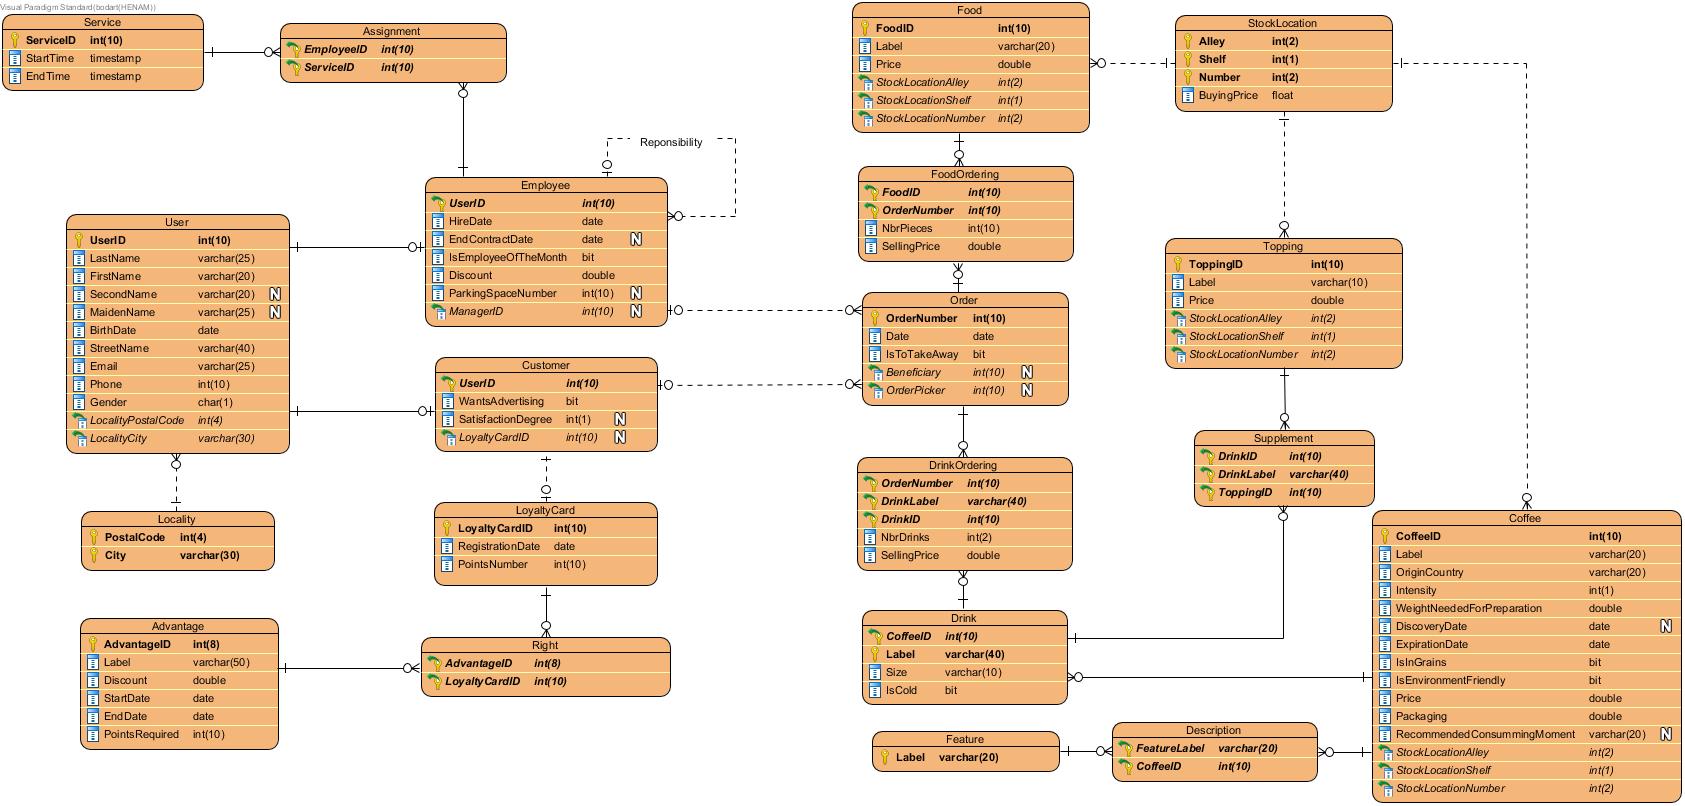 Visual Paradigm Standard(bodart(HENAM))
Service
ServiceID int(10)
StartTime timestamp
EndTime timestamp
Assignment
EmployeeID int(10)
ServiceID int(10)
Reponsibility
Employee
UserID int(10)
HireDate date
EndContractDate date N
IsEmployeeOfTheMonth bit
Discount double
ParkingSpaceNumber int(10) N
ManagerID int(10) N
User
UserID int(10)
LastName varchar(25)
FirstName varchar(20)
SecondName varchar(20) N
MaidenName varchar(25) N
BirthDate date
StreetName varchar(40)
Email varchar(25)
Phone int(10)
Gender char(1)
LocalityPostalCode int(4)
LocalityCity varchar(30)
Customer
UserID int(10)
WantsAdvertising bit
SatisfactionDegree int(1) N
LoyaltyCardID int(10) N
Locality
PostalCode int(4)
City varchar(30)
LoyaltyCard
LoyaltyCardID int(10)
RegistrationDate date
PointsNumber int(10)
Advantage
AdvantageID int(8)
Label varchar(50)
Discount double
StartDate date
EndDate date
PointsRequired int(10)
Right
AdvantageID int(8)
LoyaltyCardID int(10)
Food
FoodID int(10)
Label varchar(20)
Price double
StockLocationAlley int(2)
StockLocationShelf int(1)
StockLocationNumber int(2)
StockLocation
Alley int(2)
Shelf int(1)
Number int(2)
BuyingPrice float
FoodOrdering
FoodID int(10)
OrderNumber int(10)
NbrPieces int(10)
SellingPrice double
Order
OrderNumber int(10)
Date date
IsToTakeAway bit
Beneficiary int(10) N
OrderPicker int(10) N
Topping
ToppingID int(10)
Label varchar(10)
Price double
StockLocationAlley int(2)
StockLocationShelf int(1)
StockLocationNumber int(2)
Supplement
DrinkID int(10)
DrinkLabel varchar(40)
ToppingID int(10)
DrinkOrdering
OrderNumber int(10)
DrinkLabel varchar(40)
DrinkID int(10)
NbrDrinks int(2)
SellingPrice double
Drink
CoffeeID int(10)
Label varchar(40)
Size varchar(10)
IsCold bit
Coffee
CoffeeID int(10)
Label varchar(20)
OriginCountry varchar(20)
Intensity int(1)
WeightNeededForPreparation double
DiscoveryDate date N
ExpirationDate date
IsInGrains bit
IsEnvironmentFriendly bit
Price double
Packaging double
RecommendedConsummingMoment varchar(20) N
StockLocationAlley int(2)
StockLocationShelf int(1)
StockLocationNumber int(2)
Feature
Label varchar(20)
Description
FeatureLabel varchar(20)
CoffeeID int(10)